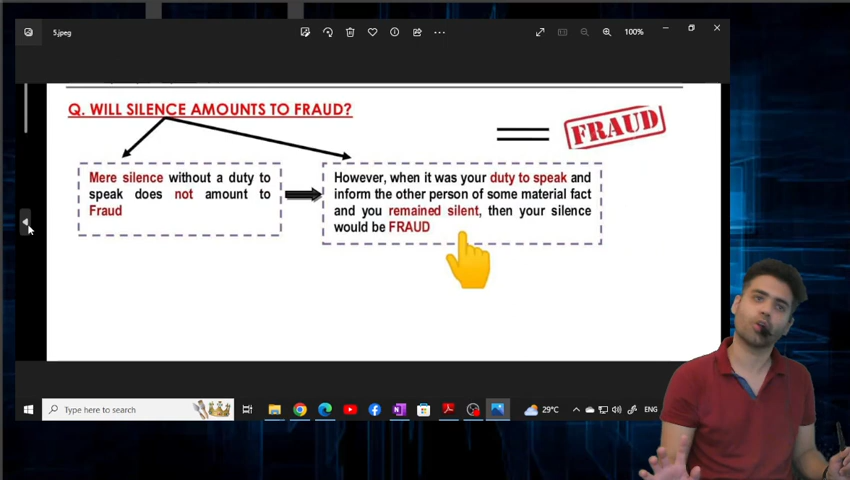 5.jpeg
100%
Q. WILL SILENCE AMOUNTS TO FRAUD?
FRAUD
Mere silence without a duty to
speak does not amount to
Fraud
However, when it was your duty to speak and
inform the other person of some material fact
and you remained silent, then your silence
would be FRAUD
Type here to search
29°C
ENG